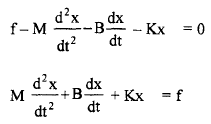 f – M d²x/dt² – B dx/dt – Kx = 0
M d²x/dt² + B dx/dt + Kx = f